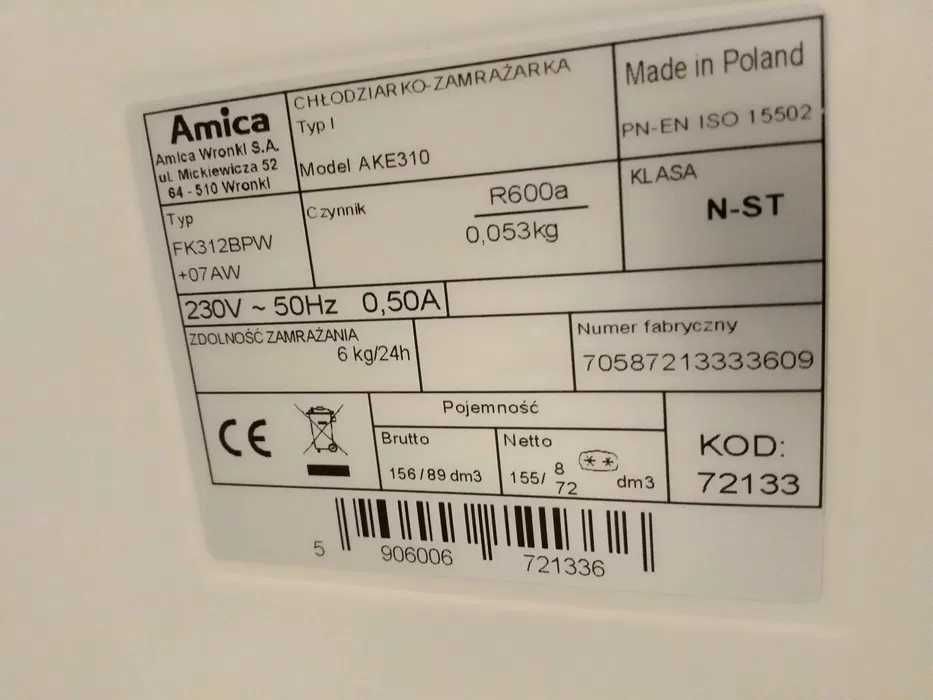 Amica
Amica Wronki S.A.
ul. Mickiewicza 52
64 - 510 Wronki
CHŁODZIARKO-ZAMRAŻARKA
Typ I
Model AKE310
Made in Poland
PN-EN ISO 15502
Typ
FK312BPW
+07AW
Czynnik
R600a
0,053kg
KLASA
N-ST
230V ~ 50Hz 0,50A
ZDOLNOŚĆ ZAMRAŻANIA
6 kg/24h
Numer fabryczny
70587213333609
CE
Pojemność
Brutto
156/89 dm3
Netto
155/ 8 ** dm3
72
KOD:
72133
5 906006 721336